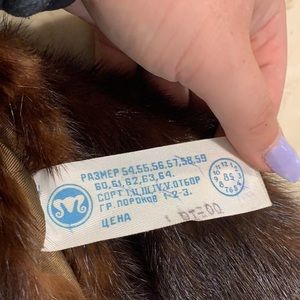 РАЗМЕР 54,55,56,57,58,59
60,61,62,63,64.
СОРТ I,II,III,IV,V.ОТБОР
ГР. ПОРОКОВ 1-2-3.
ЦЕНА
85